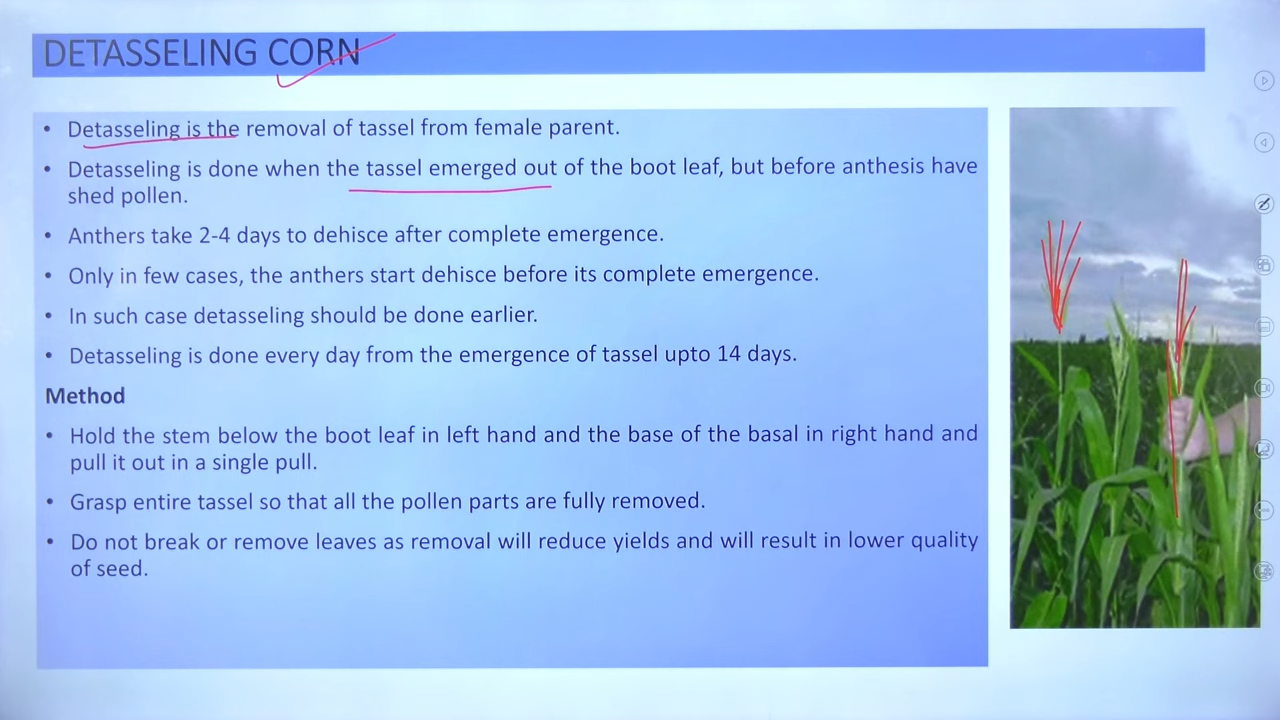 DETASSELING CORN
• Detasseling is the removal of tassel from female parent.
• Detasseling is done when the tassel emerged out of the boot leaf, but before anthesis have
shed pollen.
• Anthers take 2-4 days to dehisce after complete emergence.
• Only in few cases, the anthers start dehisce before its complete emergence.
• In such case detasseling should be done earlier.
• Detasseling is done every day from the emergence of tassel upto 14 days.
Method
• Hold the stem below the boot leaf in left hand and the base of the basal in right hand and
pull it out in a single pull.
• Grasp entire tassel so that all the pollen parts are fully removed.
• Do not break or remove leaves as removal will reduce yields and will result in lower quality
of seed.